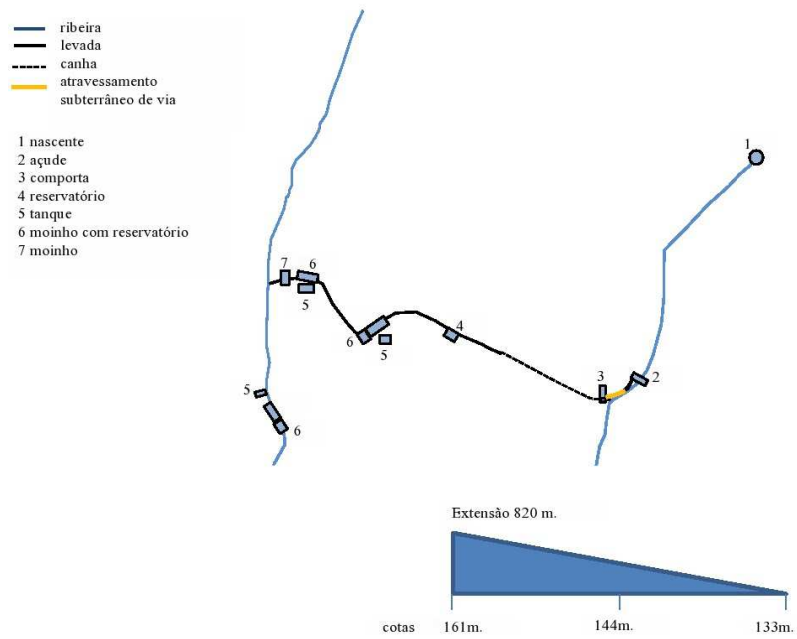 ribeira
levada
canha
atravessamento
subterrâneo de via
1 nascente
2 açude
3 comporta
4 reservatório
5 tanque
6 moinho com reservatório
7 moinho
1
7
6
5
4
6
5
3
2
5
6
Extensão 820 m.
cotas 161m. 144m. 133m.